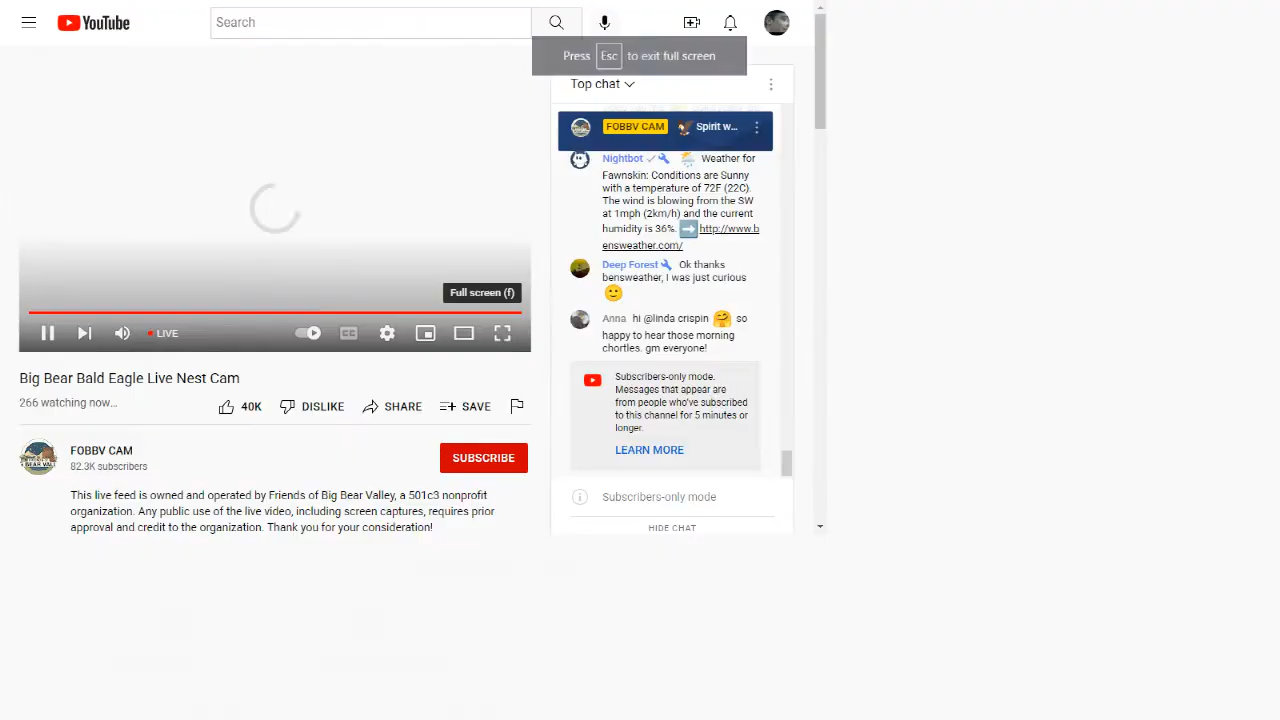 YouTube
Search
Press Esc to exit full screen
Top chat
FOBBV CAM Spirit w...
Nightbot Weather for
Fawnskin: Conditions are Sunny
with a temperature of 72F (22C).
The wind is blowing from the SW
at 1mph (2km/h) and the current
humidity is 36%. http://www.b
ensweather.com/
Deep Forest Ok thanks
bensweather, I was just curious
Anna hi @linda crispin so
happy to hear those morning
chortles. gm everyone!
Subscribers-only mode.
Messages that appear are
from people who've subscribed
to this channel for 5 minutes or
longer.
LEARN MORE
Subscribers-only mode
HIDE CHAT
Full screen (f)
LIVE
CC
Big Bear Bald Eagle Live Nest Cam
266 watching now...
40K DISLIKE SHARE SAVE
FOBBV CAM
82.3K subscribers
SUBSCRIBE
This live feed is owned and operated by Friends of Big Bear Valley, a 501c3 nonprofit
organization. Any public use of the live video, including screen captures, requires prior
approval and credit to the organization. Thank you for your consideration!